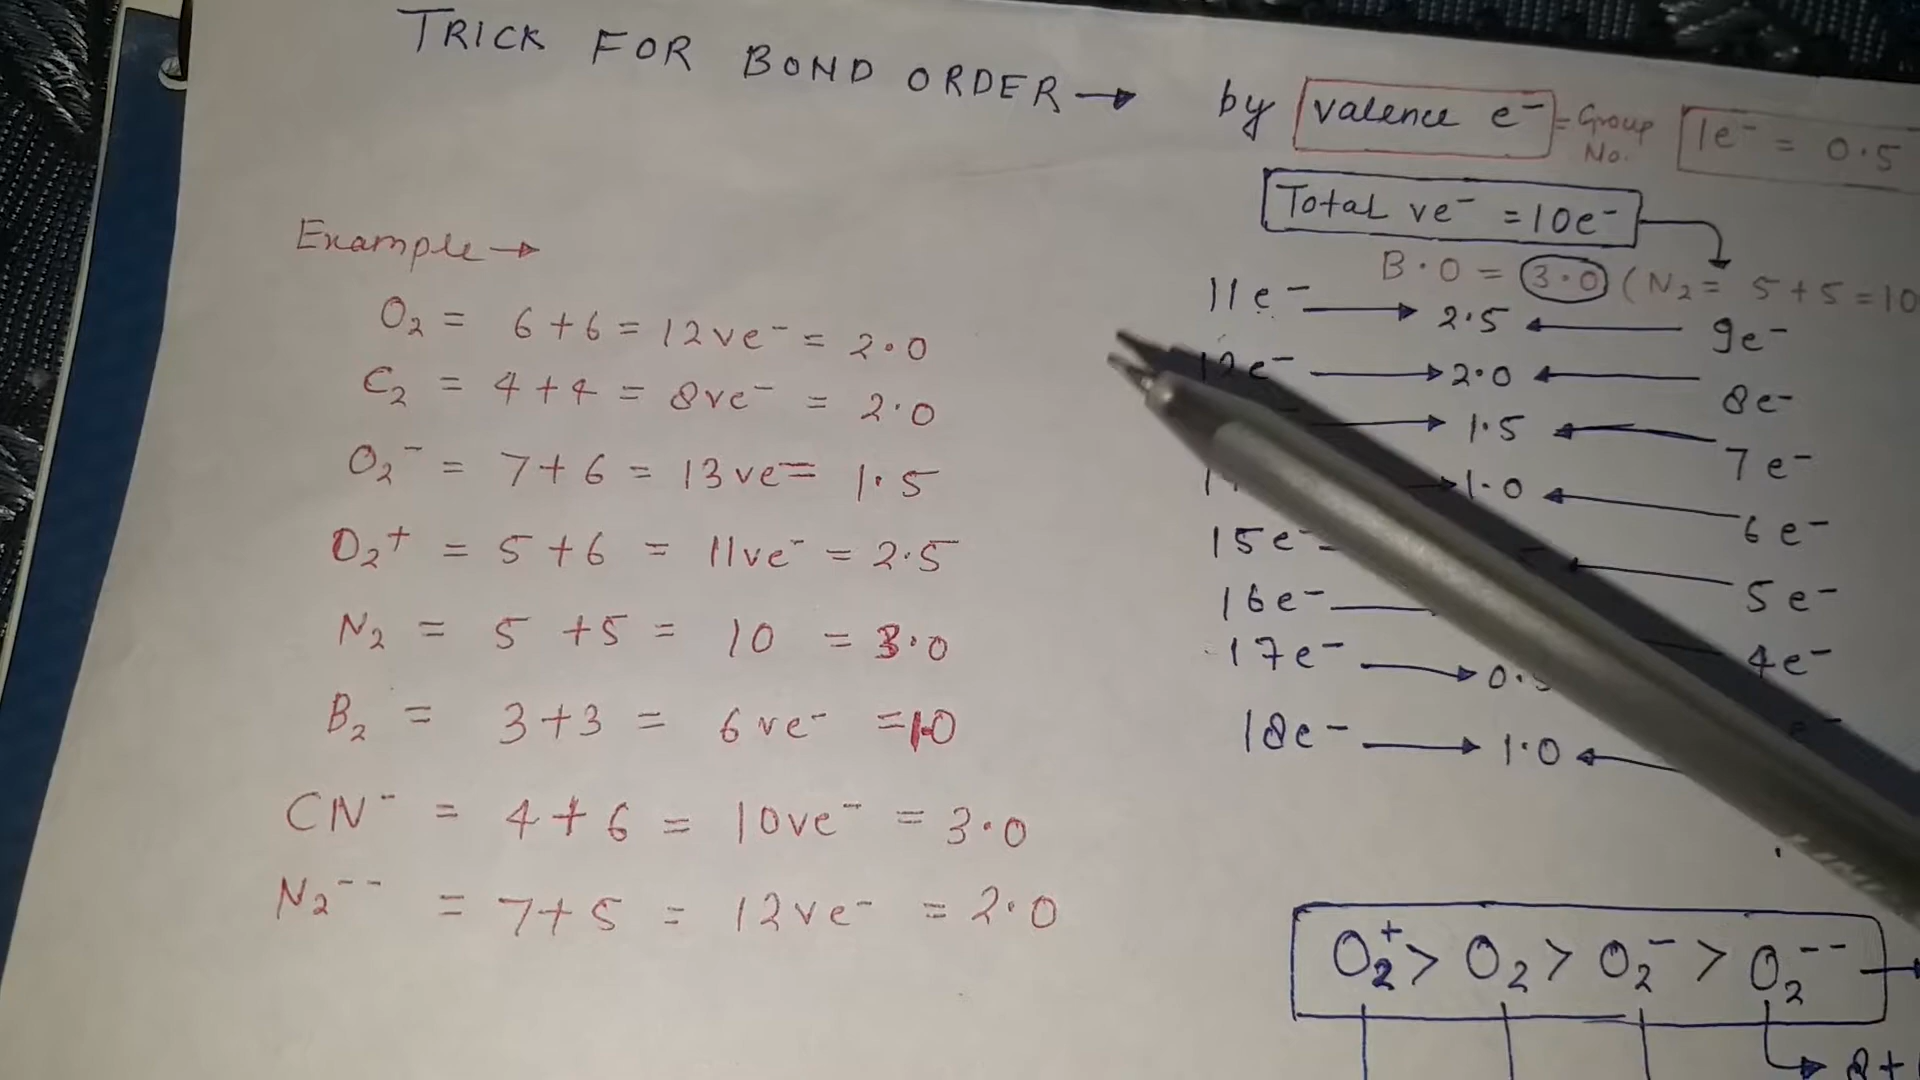 TRICK FOR BOND ORDER → by valence e⁻ = Group No. 1e⁻ = 0.5
Total ve⁻ = 10e⁻
B.O = 3.0 (N₂ = 5+5=10
Example →
O₂ = 6+6 = 12ve⁻ = 2.0
C₂ = 4+4 = 8ve⁻ = 2.0
O₂⁻ = 7+6 = 13ve⁻ = 1.5
O₂⁺ = 5+6 = 11ve⁻ = 2.5
N₂ = 5+5 = 10 = 3.0
B₂ = 3+3 = 6ve⁻ = 1.0
CN⁻ = 4+6 = 10ve⁻ = 3.0
N₂⁻⁻ = 7+5 = 12ve⁻ = 2.0
11e⁻ → 2.5 ← 9e⁻
12e⁻ → 2.0 ← 8e⁻
→ 1.5 ← 7e⁻
→ 1.0 ← 6e⁻
15e⁻ ← 5e⁻
16e⁻ 4e⁻
17e⁻ → 0.5
18e⁻ → 1.0 ←
O₂⁺ > O₂ > O₂⁻ > O₂⁻⁻ →